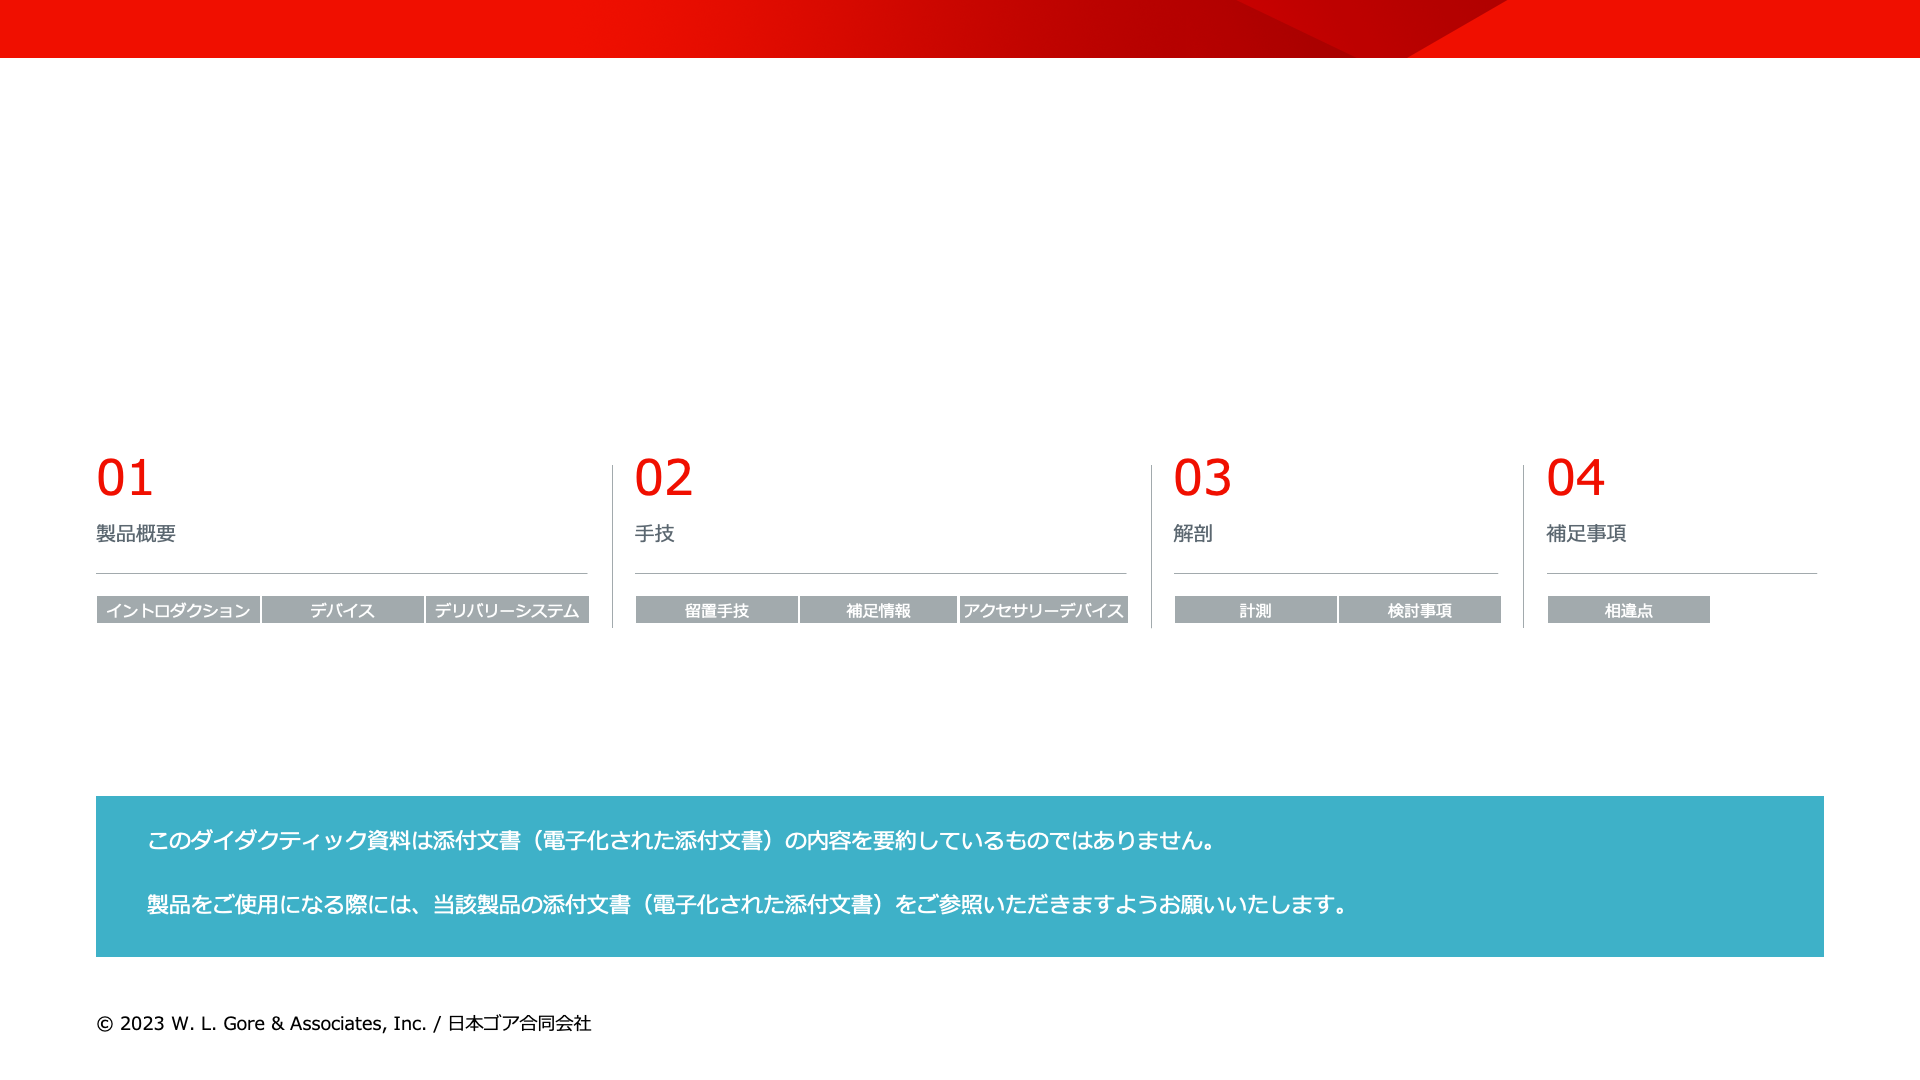 01
製品概要
イントロダクション
デバイス
デリバリーシステム
02
手技
留置手技
補足情報
アクセサリーデバイス
03
解剖
計測
検討事項
04
補足事項
相違点
このダイダクティック資料は添付文書（電子化された添付文書）の内容を要約しているものではありません。
製品をご使用になる際には、当該製品の添付文書（電子化された添付文書）をご参照いただきますようお願いいたします。
© 2023 W. L. Gore & Associates, Inc. / 日本ゴア合同会社